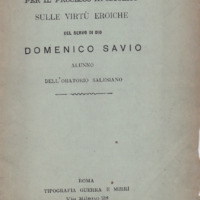 PER IL PROCESSO
SULLE VIRTÙ EROICHE
DEL SERVO DI DIO
DOMENICO SAVIO
ALUNNO
DELL'ORATORIO SALESIANO
ROMA
TIPOGRAFIA GUERRA E MIRRI